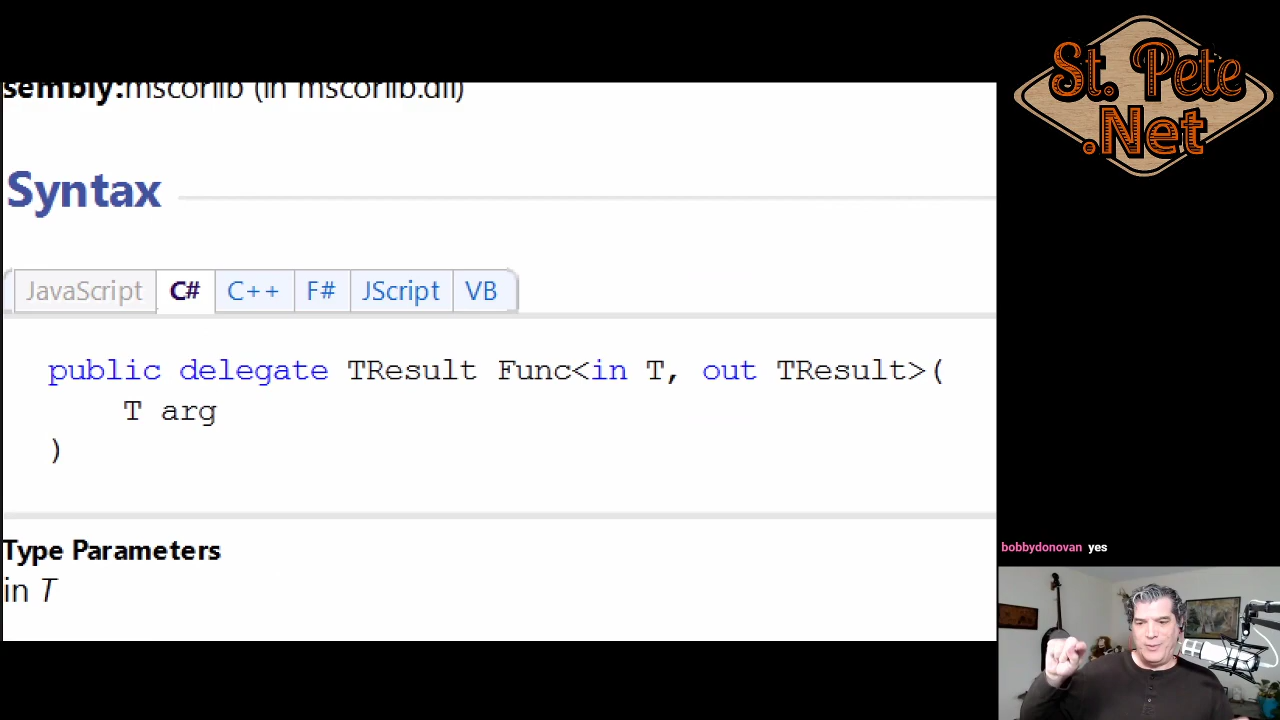 sembly:mscorlib (in mscorlib.dll)
Syntax
JavaScript C# C++ F# JScript VB
public delegate TResult Func<in T, out TResult>(
T arg
)
Type Parameters
in T
St. Pete
.Net
bobbydonovan yes